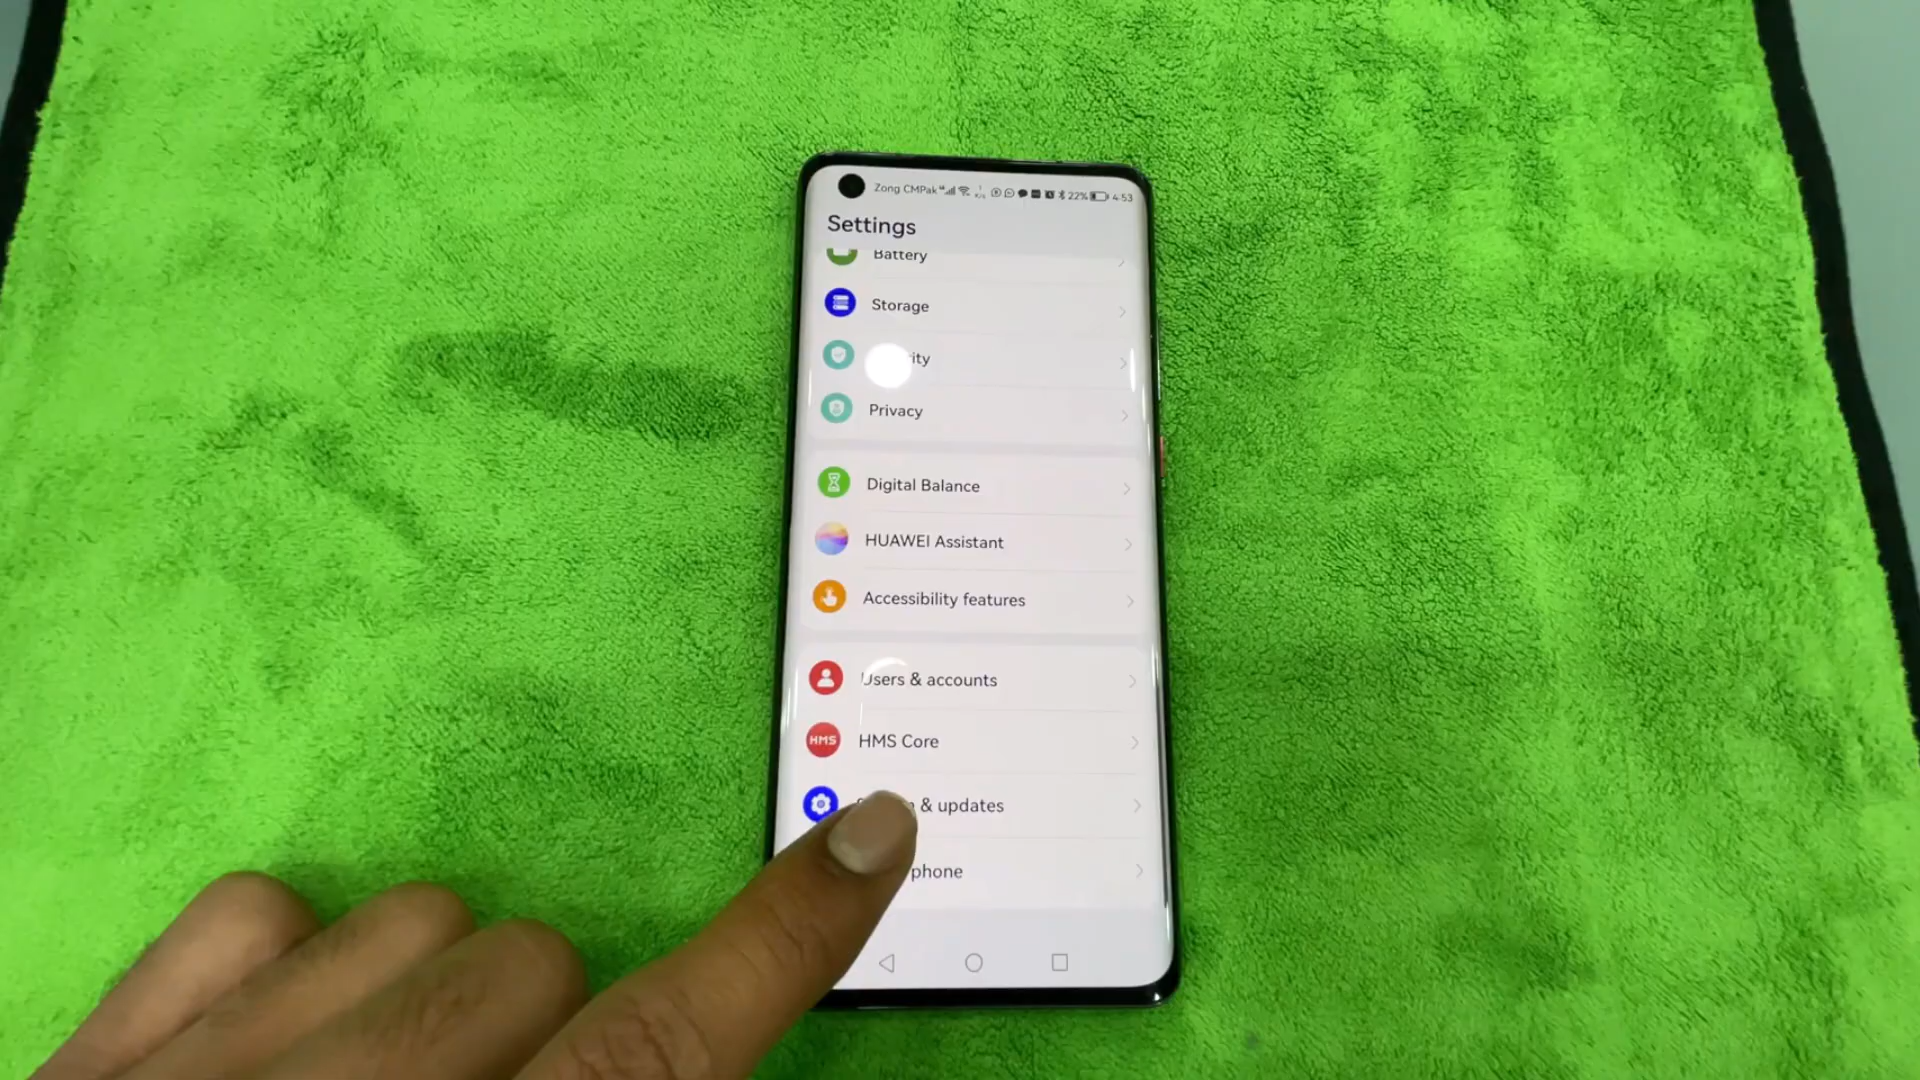 Zong CMPak 22% 4:53
Settings
Battery
Storage
Privacy
Digital Balance
HUAWEI Assistant
Accessibility features
Users & accounts
HMS HMS Core
& updates
phone